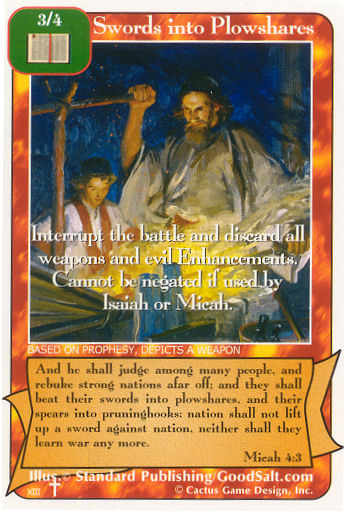 3/4
Swords into Plowshares
Interrupt the battle and discard all
weapons and evil Enhancements.
Cannot be negated if used by
Isaiah or Micah.
BASED ON PROPHESY, DEPICTS A WEAPON
And he shall judge among many people, and
rebuke strong nations afar off; and they shall
beat their swords into plowshares, and their
spears into pruninghooks: nation shall not lift
up a sword against nation, neither shall they
learn war any more.
Micah 4:3
Illus. © Standard Publishing/GoodSalt.com
XIII
© Cactus Game Design, Inc.